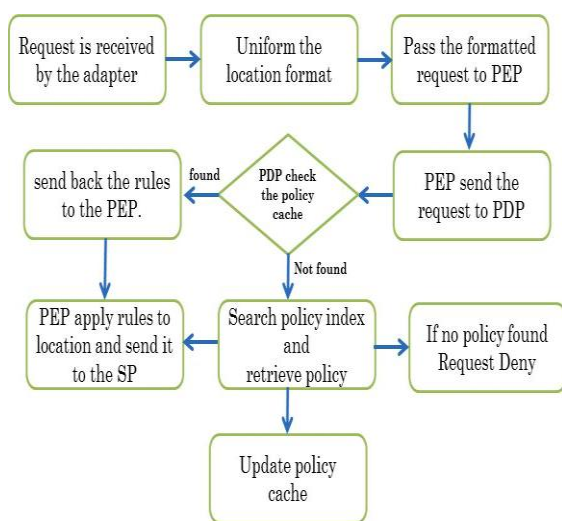 Request is received
by the adapter
Uniform the
location format
Pass the formatted
request to PEP
send back the rules
to the PEP.
found
PDP check
the policy
cache
PEP send the
request to PDP
Not found
PEP apply rules to
location and send it
to the SP
Search policy index
and
retrieve policy
If no policy found
Request Deny
Update policy
cache